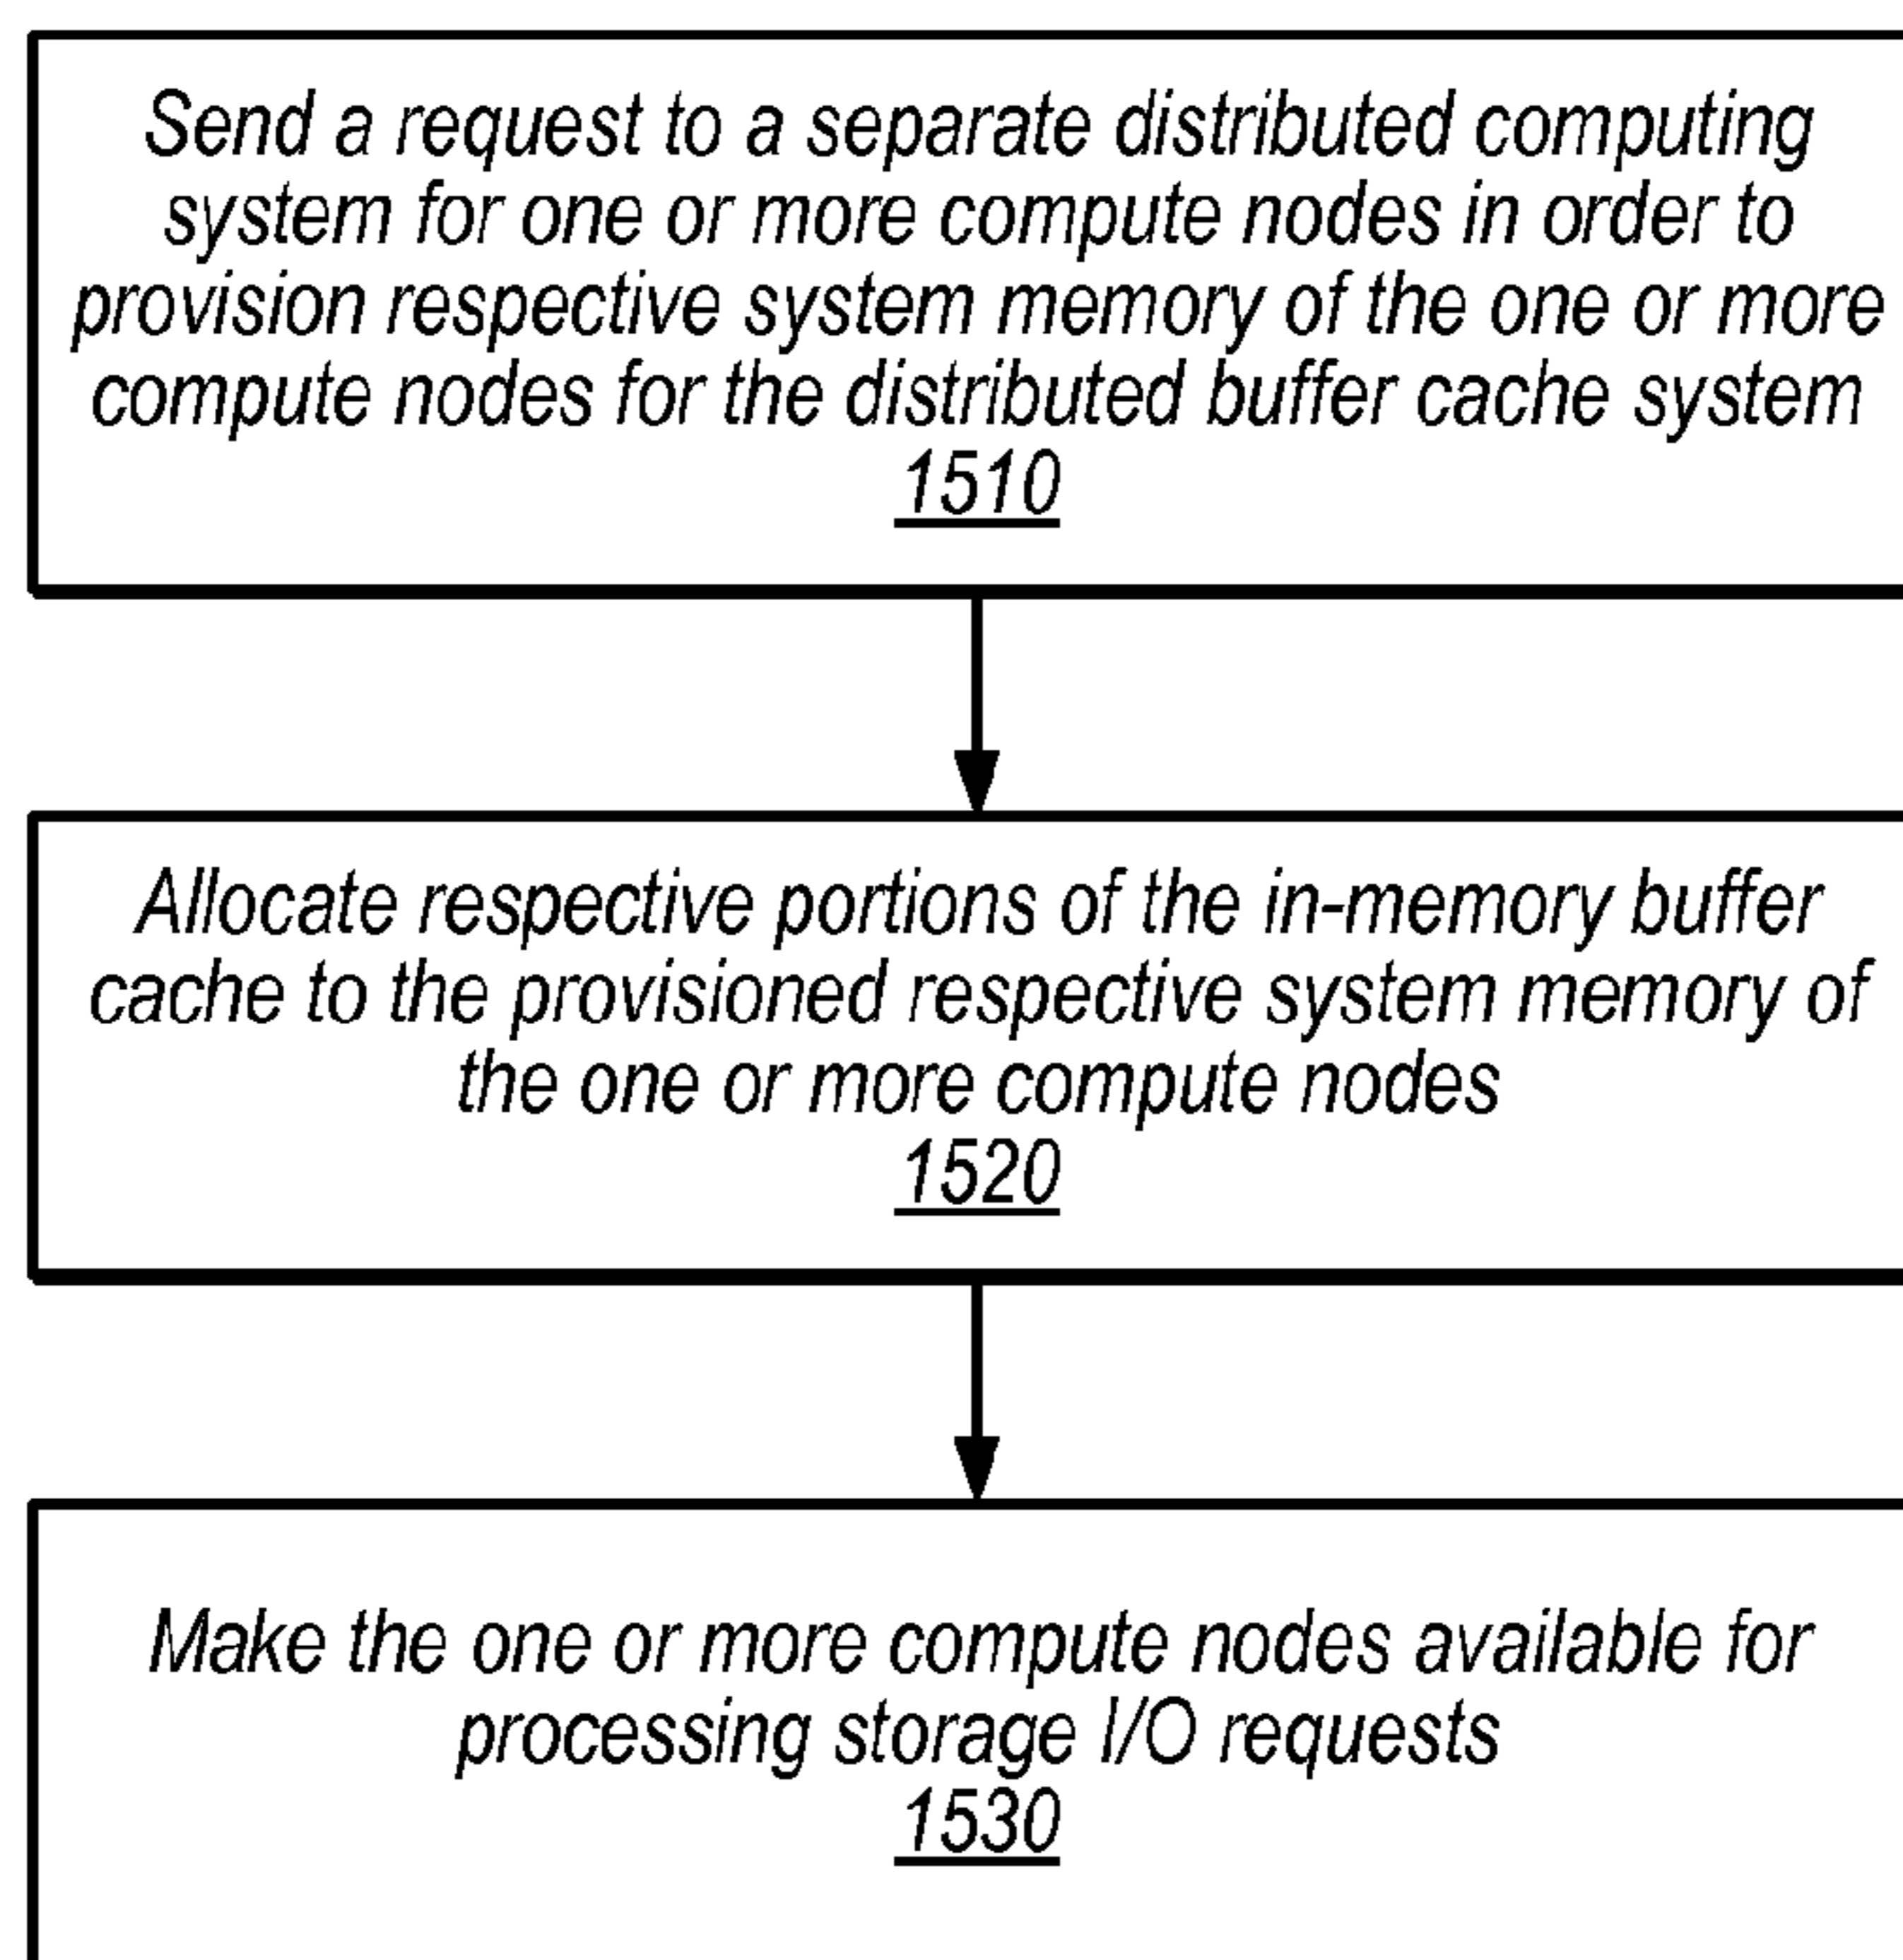 Send a request to a separate distributed computing
system for one or more compute nodes in order to
provision respective system memory of the one or more
compute nodes for the distributed buffer cache system
1510
Allocate respective portions of the in-memory buffer
cache to the provisioned respective system memory of
the one or more compute nodes
1520
Make the one or more compute nodes available for
processing storage I/O requests
1530